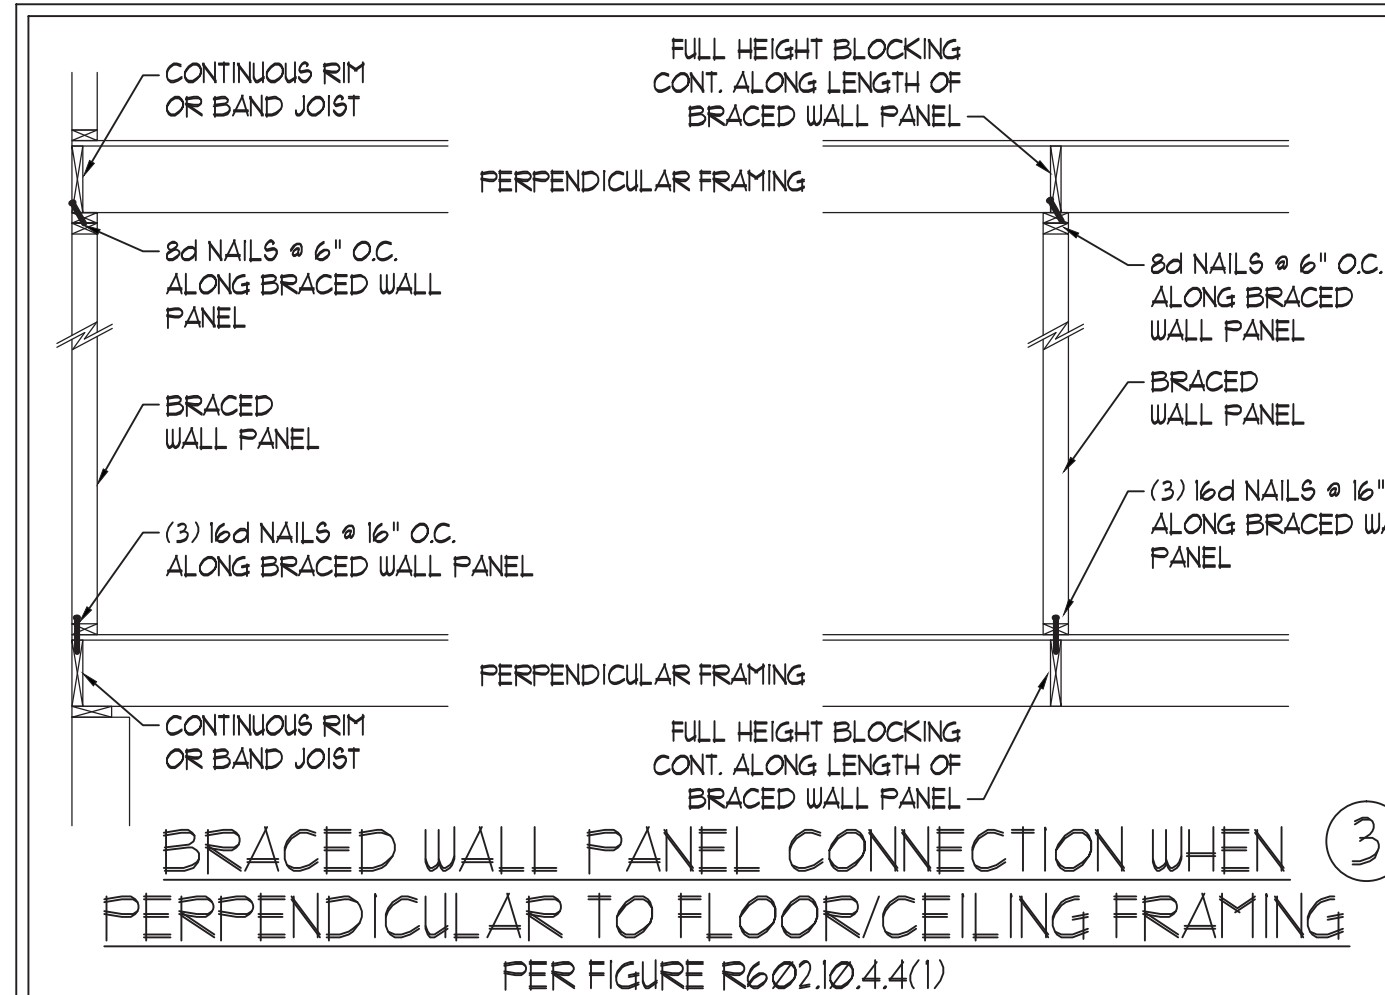 CONTINUOUS RIM
OR BAND JOIST
FULL HEIGHT BLOCKING
CONT. ALONG LENGTH OF
BRACED WALL PANEL
PERPENDICULAR FRAMING
8d NAILS @ 6" O.C.
ALONG BRACED WALL
PANEL
8d NAILS @ 6" O.C.
ALONG BRACED
WALL PANEL
BRACED
WALL PANEL
BRACED
WALL PANEL
(3) 16d NAILS @ 16" O.C.
ALONG BRACED WALL PANEL
(3) 16d NAILS @ 16"
ALONG BRACED
PANEL
PERPENDICULAR FRAMING
CONTINUOUS RIM
OR BAND JOIST
FULL HEIGHT BLOCKING
CONT. ALONG LENGTH OF
BRACED WALL PANEL
BRACED WALL PANEL CONNECTION WHEN
PERPENDICULAR TO FLOOR/CEILING FRAMING
3
PER FIGURE R602.10.4.4(1)